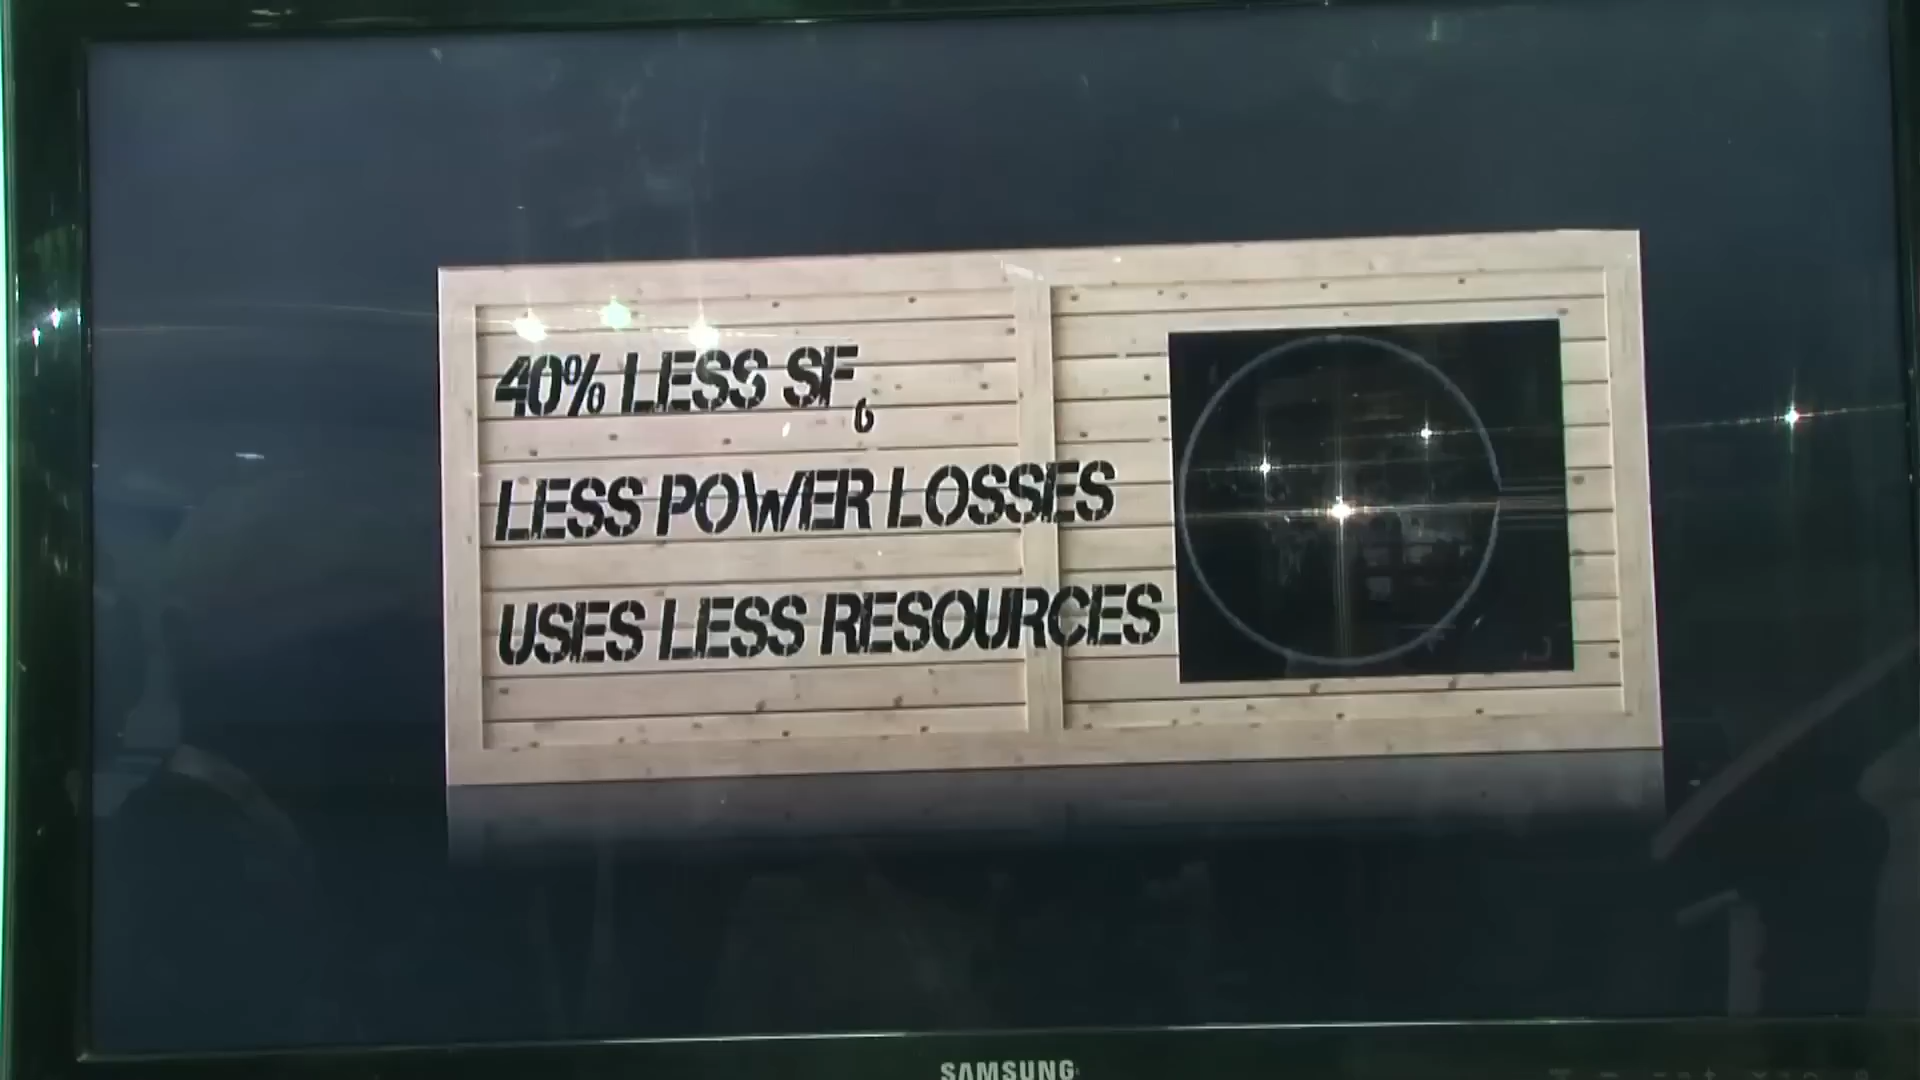 40% LESS SF6
LESS POWER LOSSES
USES LESS RESOURCES
SAMSUNG